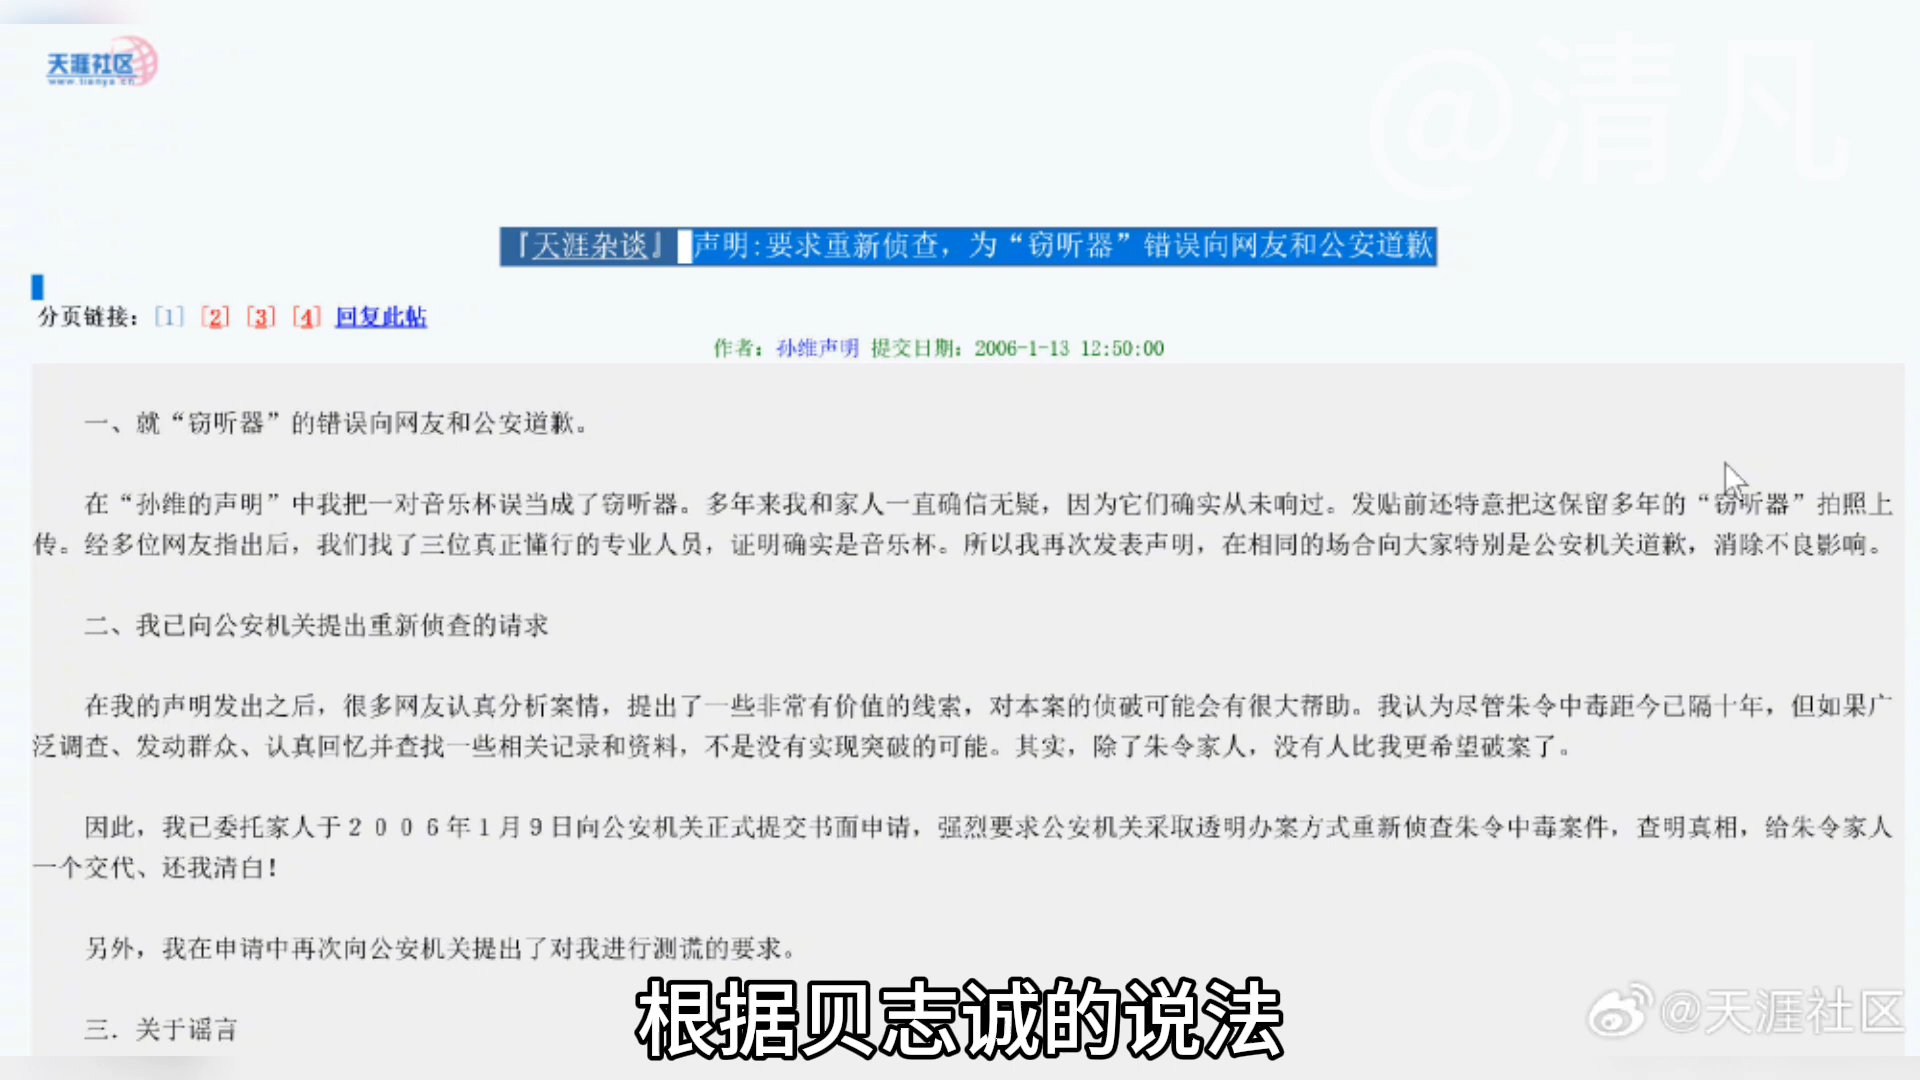 天涯社区
www.tianya.cn
@清凡
『天涯杂谈』 声明:要求重新侦查，为“窃听器”错误向网友和公安道歉
分页链接：[1] [2] [3] [4] 回复此帖
作者：孙维声明 提交日期：2006-1-13 12:50:00
一、就“窃听器”的错误向网友和公安道歉。
在“孙维的声明”中我把一对音乐杯误当成了窃听器。多年来我和家人一直确信无疑，因为它们确实从未响过。发贴前还特意把这保留多年的“窃听器”拍照上
传。经多位网友指出后，我们找了三位真正懂行的专业人员，证明确实是音乐杯。所以我再次发表声明，在相同的场合向大家特别是公安机关道歉，消除不良影响。
二、我已向公安机关提出重新侦查的请求
在我的声明发出之后，很多网友认真分析案情，提出了一些非常有价值的线索，对本案的侦破可能会有很大帮助。我认为尽管朱令中毒距今已隔十年，但如果广
泛调查、发动群众、认真回忆并查找一些相关记录和资料，不是没有实现突破的可能。其实，除了朱令家人，没有人比我更希望破案了。
因此，我已委托家人于２００６年１月９日向公安机关正式提交书面申请，强烈要求公安机关采取透明办案方式重新侦查朱令中毒案件，查明真相，给朱令家人
一个交代、还我清白！
另外，我在申请中再次向公安机关提出了对我进行测谎的要求。
三．关于谣言
根据贝志诚的说法
@天涯社区